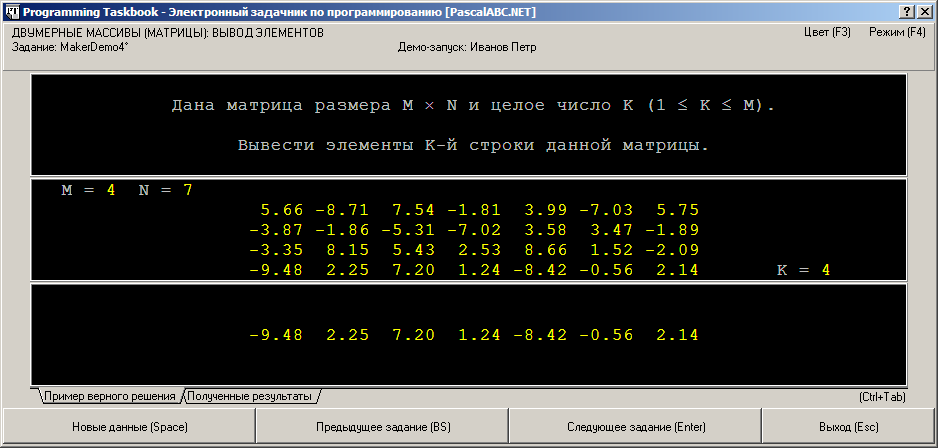 Programming Taskbook - Электронный задачник по программированию [PascalABC.NET]
ДВУМЕРНЫЕ МАССИВЫ (МАТРИЦЫ): ВЫВОД ЭЛЕМЕНТОВ
Цвет (F3) Режим (F4)
Задание: MakerDemo4°
Демо-запуск: Иванов Петр
Дана матрица размера M × N и целое число K (1 ≤ K ≤ M).
Вывести элементы K-й строки данной матрицы.
M = 4 N = 7
5.66 -8.71 7.54 -1.81 3.99 -7.03 5.75
-3.87 -1.86 -5.31 -7.02 3.58 3.47 -1.89
-3.35 8.15 5.43 2.53 8.66 1.52 -2.09
-9.48 2.25 7.20 1.24 -8.42 -0.56 2.14 K = 4
-9.48 2.25 7.20 1.24 -8.42 -0.56 2.14
Пример верного решения Полученные результаты (Ctrl+Tab)
Новые данные (Space) Предыдущее задание (BS) Следующее задание (Enter) Выход (Esc)